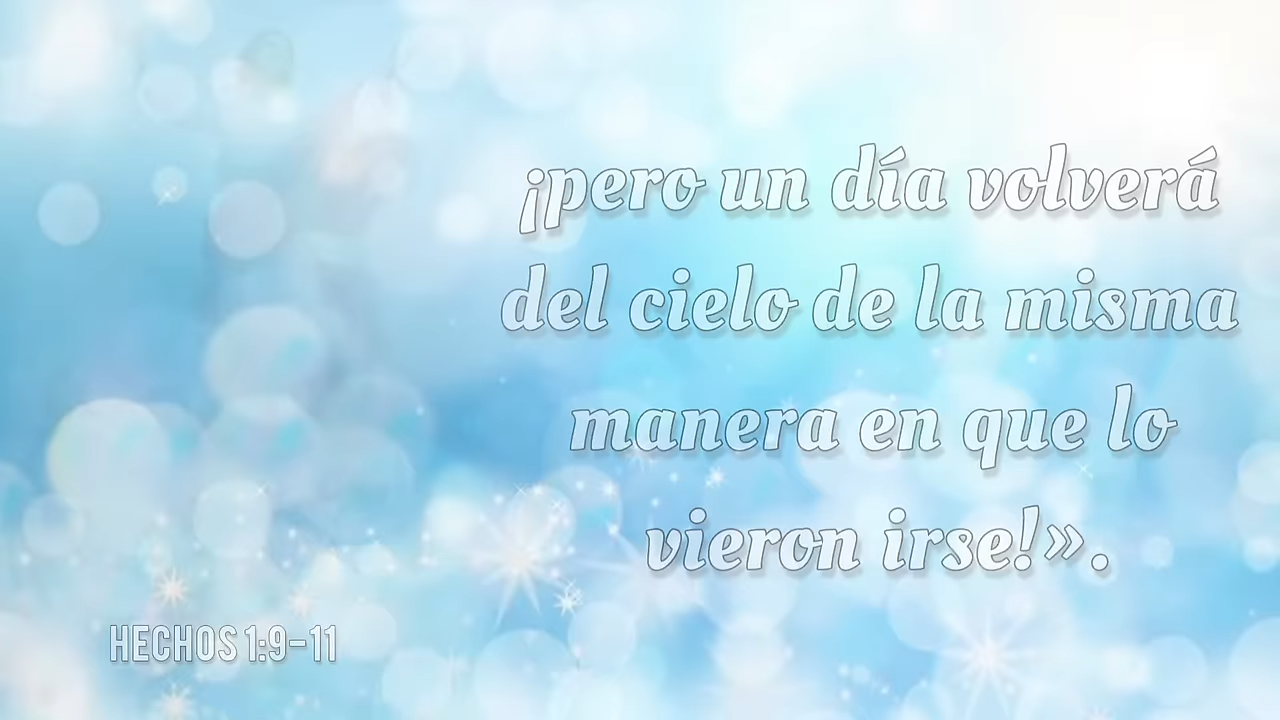 ¡pero un día volverá
del cielo de la misma
manera en que lo
vieron irse!».
HECHOS 1:9-11